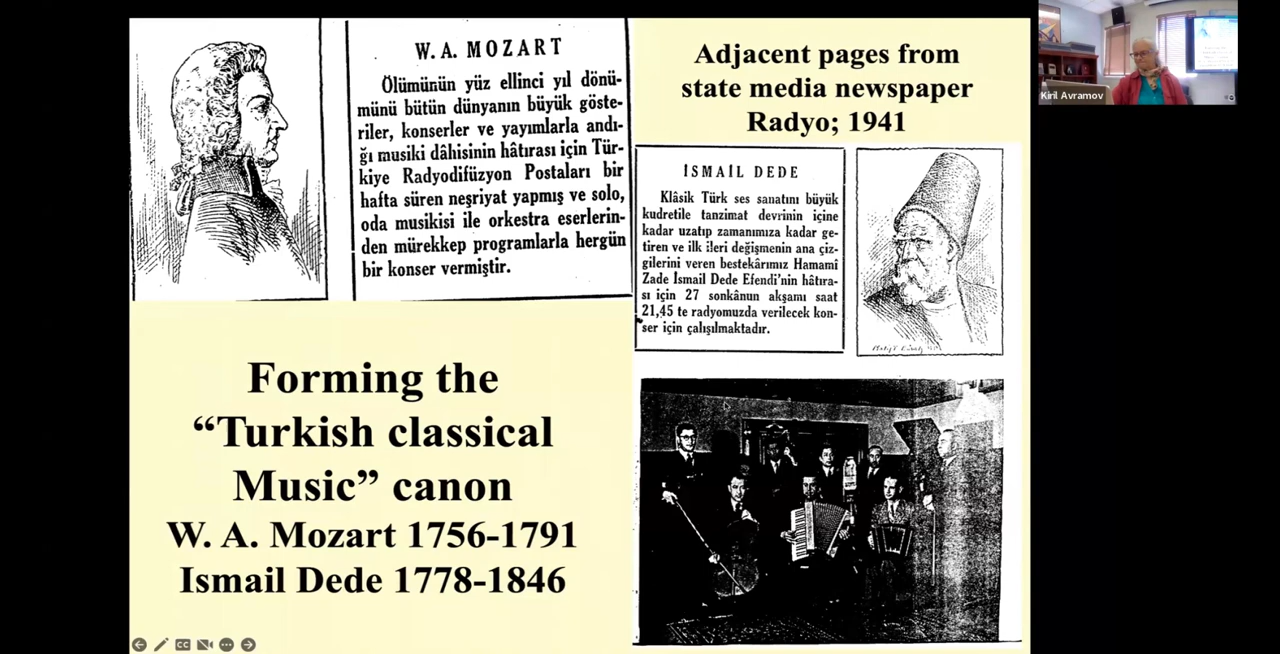 W. A. MOZART
Ölümünün yüz ellinci yıl dönü-
münü bütün dünyanın büyük göste-
riler, konserler ve yayımlarla andı-
ğı musiki dâhisinin hâtırası için Tür-
kiye Radyodifüzyon Postaları bir
hafta süren neşriyat yapmış ve solo,
oda musikisi ile orkestra eserlerin-
den mürekkep programlarla hergün
bir konser vermiştir.
Adjacent pages from
state media newspaper
Radyo; 1941
İSMAİL DEDE
Klâsik Türk ses sanatını büyük
kudretile tanzimat devrinin içine
kadar uzatıp zamanımıza kadar ge-
tiren ve ilk ileri değişmenin ana çiz-
gilerini veren bestekârımız Hamami
Zade İsmail Dede Efendi'nin hâtıra-
sı için 27 sonkânun akşamı saat
21,45 te radyomuzda verilecek kon-
ser için çalışılmaktadır.
Forming the
“Turkish classical
Music” canon
W. A. Mozart 1756-1791
Ismail Dede 1778-1846
Kiril Avramov
CC